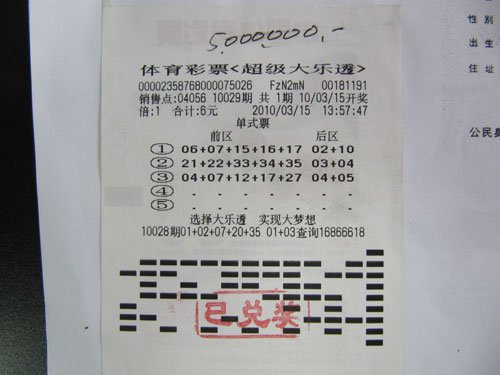 5000000,-
体育彩票<超级大乐透>
00002358768000075026 FzN2mN 00181191
销售点:04056 10029期 共 1期 10/03/15开奖
倍:1 合计:6元 2010/03/15 13:57:47
单式票
前区 后区
① 06+07+15+16+17 02+10
② 21+22+33+34+35 03+04
③ 04+07+12+16+27 04+05
④ . . . . . . .
⑤ . . . . . . .
选择大乐透 实现大梦想
10028期01+02+07+20+35 01+03查询16866618
已兑奖
性别
出生
住址
公民身